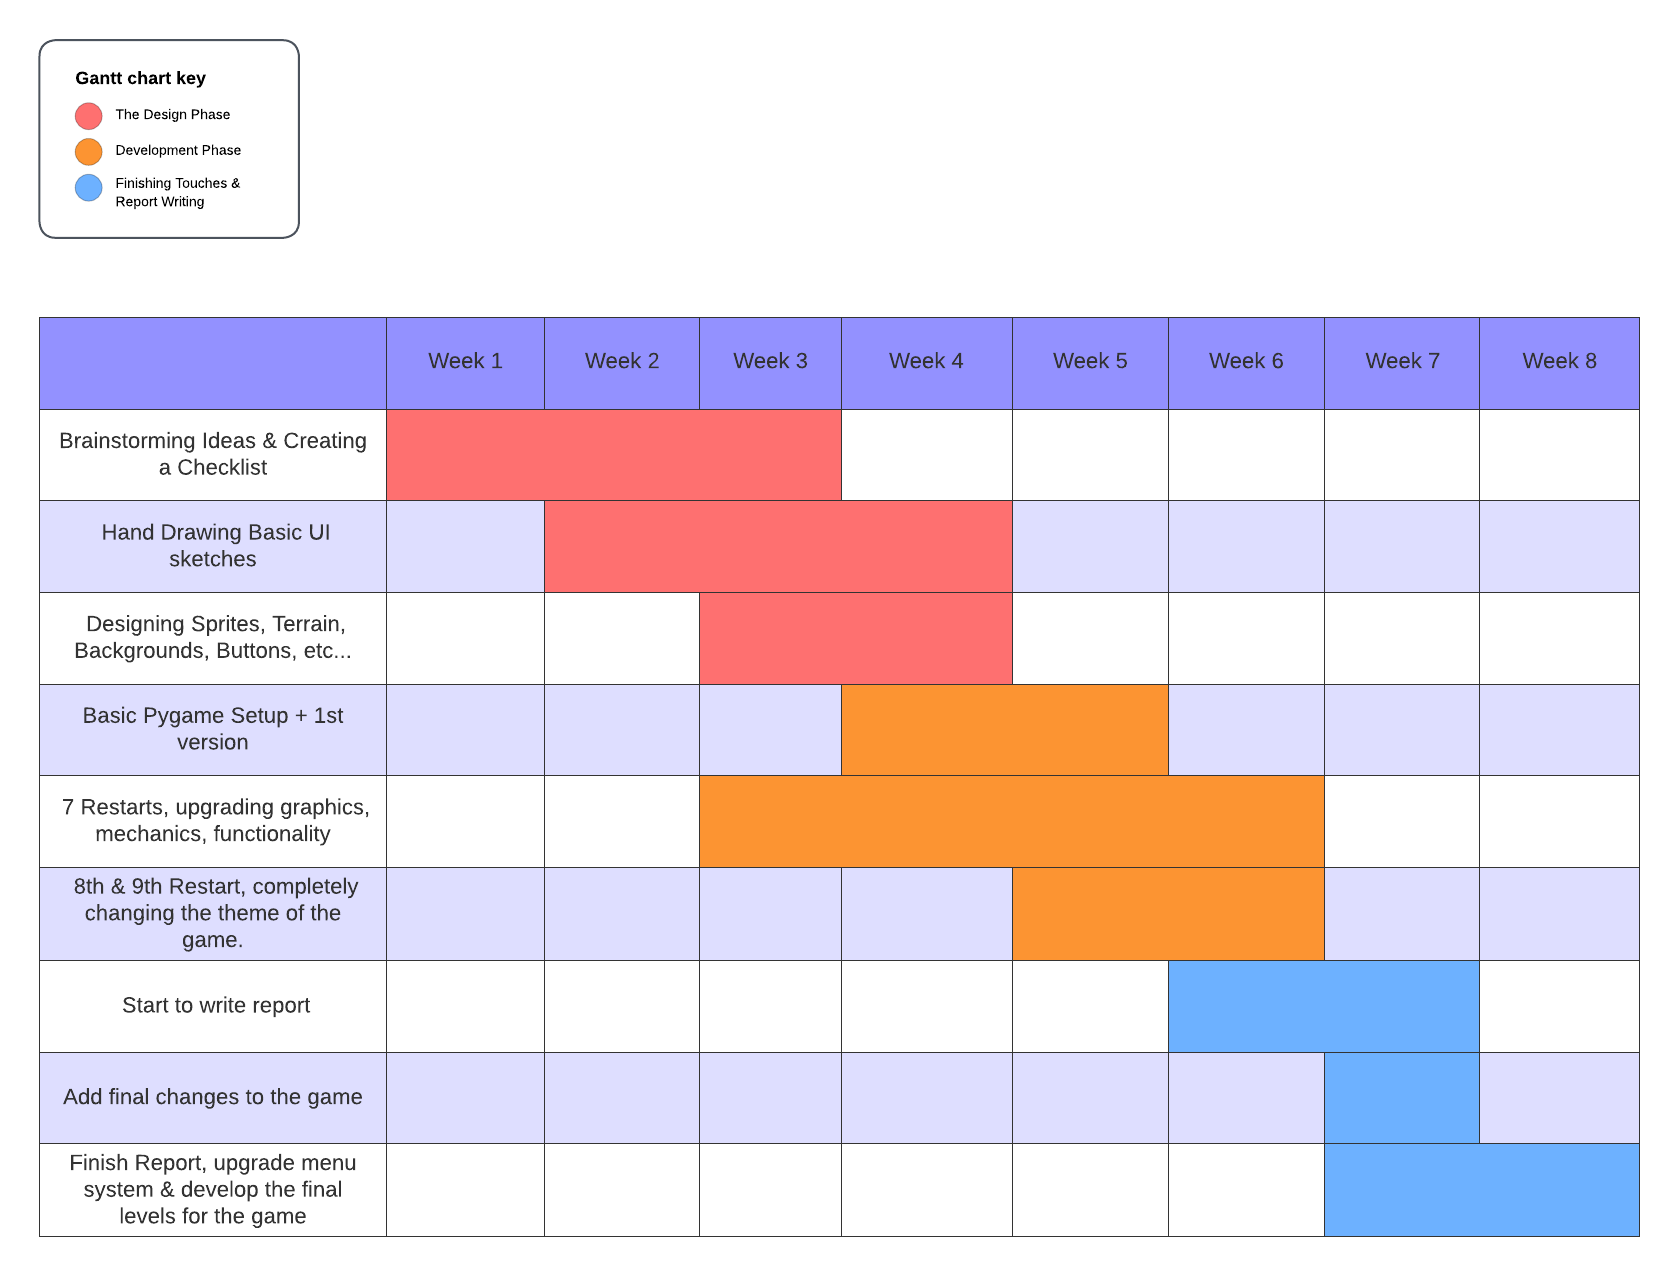 Gantt chart key
The Design Phase
Development Phase
Finishing Touches &
Report Writing
Week 1
Week 2
Week 3
Week 4
Week 5
Week 6
Week 7
Week 8
Brainstorming Ideas & Creating
a Checklist
Hand Drawing Basic UI
sketches
Designing Sprites, Terrain,
Backgrounds, Buttons, etc...
Basic Pygame Setup + 1st
version
7 Restarts, upgrading graphics,
mechanics, functionality
8th & 9th Restart, completely
changing the theme of the
game.
Start to write report
Add final changes to the game
Finish Report, upgrade menu
system & develop the final
levels for the game